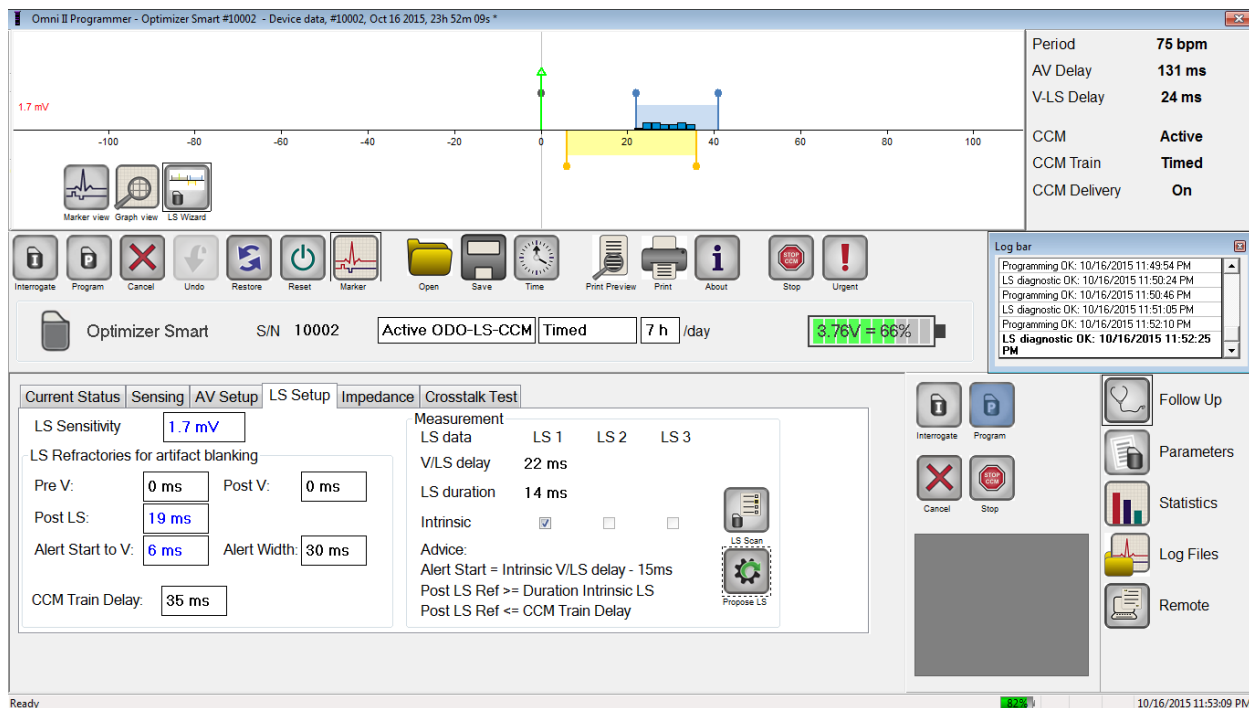 Omni II Programmer - Optimizer Smart #10002 - Device data, #10002, Oct 16 2015, 23h 52m 09s *
1.7 mV
-100 -80 -60 -40 -20 0 20 40 60 80 100
Marker view Graph view LS Wizard
Period 75 bpm
AV Delay 131 ms
V-LS Delay 24 ms
CCM Active
CCM Train Timed
CCM Delivery On
Interrogate Program Cancel Undo Restore Reset Marker Open Save Time Print Preview Print About Stop Urgent
STOP CCM
Log bar
Programming OK: 10/16/2015 11:49:54 PM
LS diagnostic OK: 10/16/2015 11:50:24 PM
Programming OK: 10/16/2015 11:50:46 PM
LS diagnostic OK: 10/16/2015 11:51:05 PM
Programming OK: 10/16/2015 11:52:10 PM
LS diagnostic OK: 10/16/2015 11:52:25
PM
Optimizer Smart S/N 10002 Active ODO-LS-CCM Timed 7 h /day 3.76V = 66%
Current Status Sensing AV Setup LS Setup Impedance Crosstalk Test
LS Sensitivity 1.7 mV
LS Refractories for artifact blanking
Pre V: 0 ms Post V: 0 ms
Post LS: 19 ms
Alert Start to V: 6 ms Alert Width: 30 ms
CCM Train Delay: 35 ms
Measurement
LS data LS 1 LS 2 LS 3
V/LS delay 22 ms
LS duration 14 ms
Intrinsic
Advice:
Alert Start = Intrinsic V/LS delay - 15ms
Post LS Ref >= Duration Intrinsic LS
Post LS Ref <= CCM Train Delay
LS Scan
Propose LS
Interrogate Program
STOP CCM
Cancel Stop
Follow Up
Parameters
Statistics
Log Files
Remote
Ready 82% 10/16/2015 11:53:09 PM